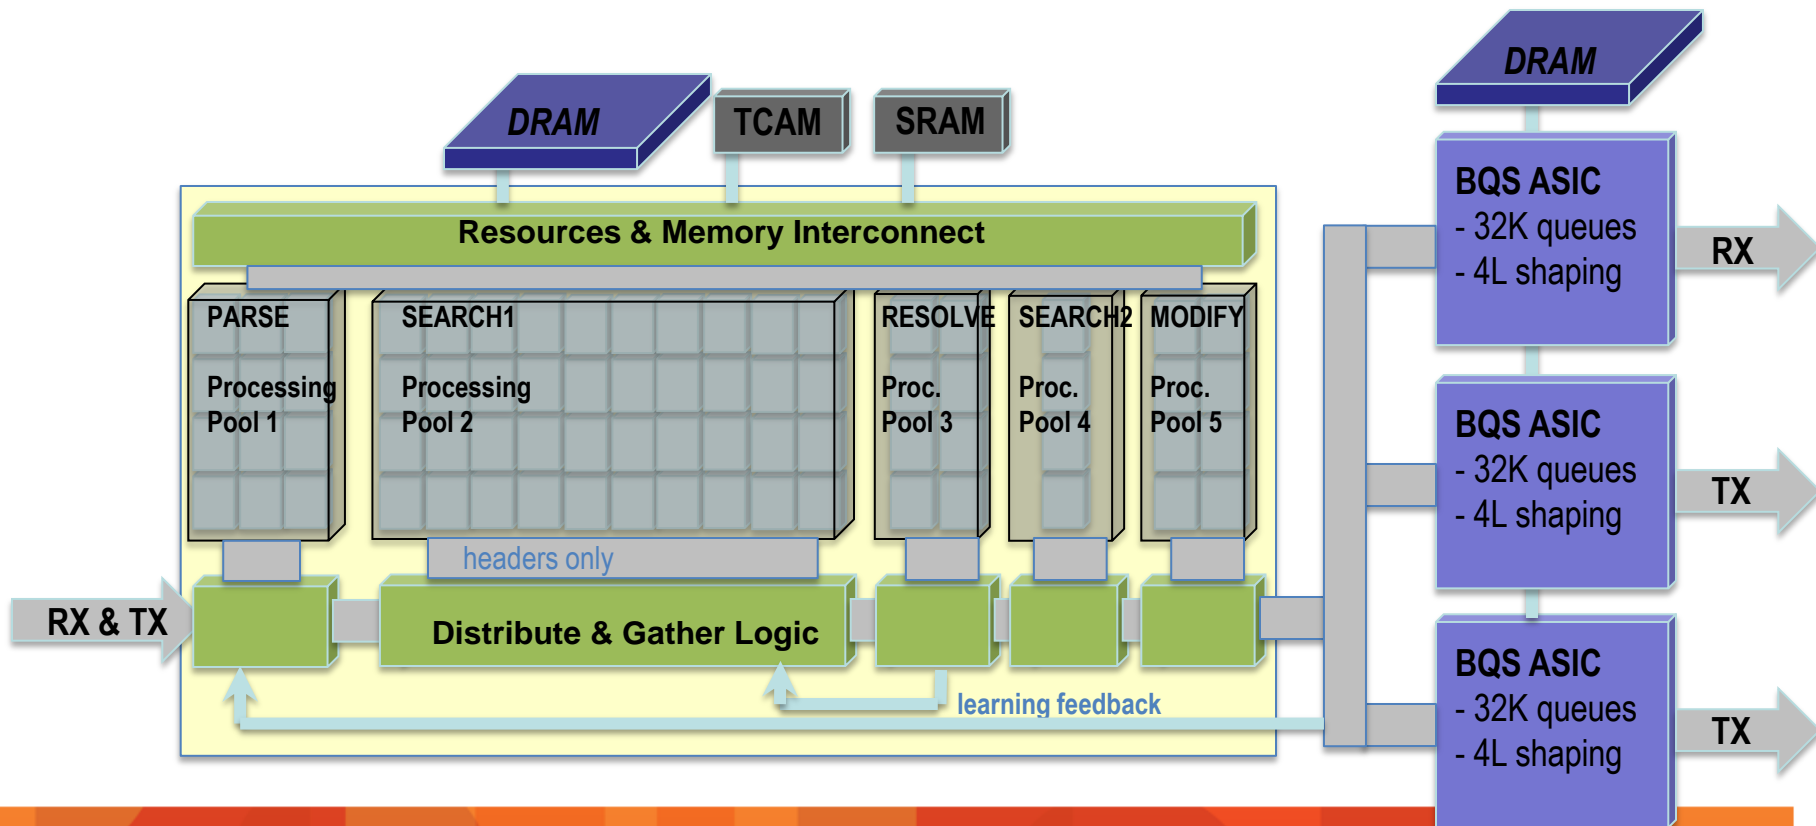 DRAM
DRAM
TCAM
SRAM
Resources & Memory Interconnect
PARSE
Processing
Pool 1
SEARCH1
Processing
Pool 2
RESOLVE
Proc.
Pool 3
SEARCH2
Proc.
Pool 4
MODIFY
Proc.
Pool 5
headers only
RX & TX
Distribute & Gather Logic
learning feedback
BQS ASIC
- 32K queues
- 4L shaping
RX
BQS ASIC
- 32K queues
- 4L shaping
TX
BQS ASIC
- 32K queues
- 4L shaping
TX